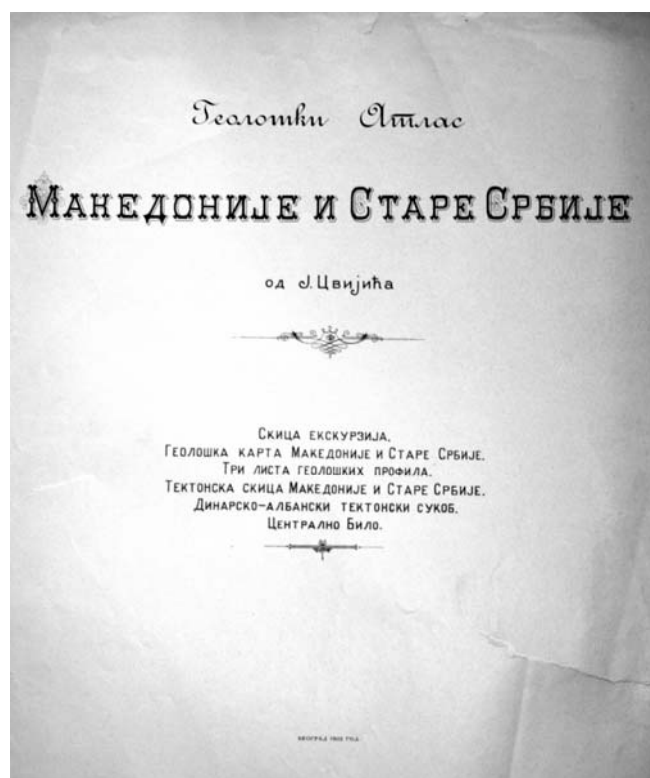 Геолошки Атлас
Македоније и Старе Србије
од Ј. Цвијића
Скица екскурзија.
Геолошка карта Македоније и Старе Србије.
Три листа геолошких профила.
Тектонска скица Македоније и Старе Србије.
Динарско-албански тектонски сукоб.
Централно Било.
БЕОГРАД